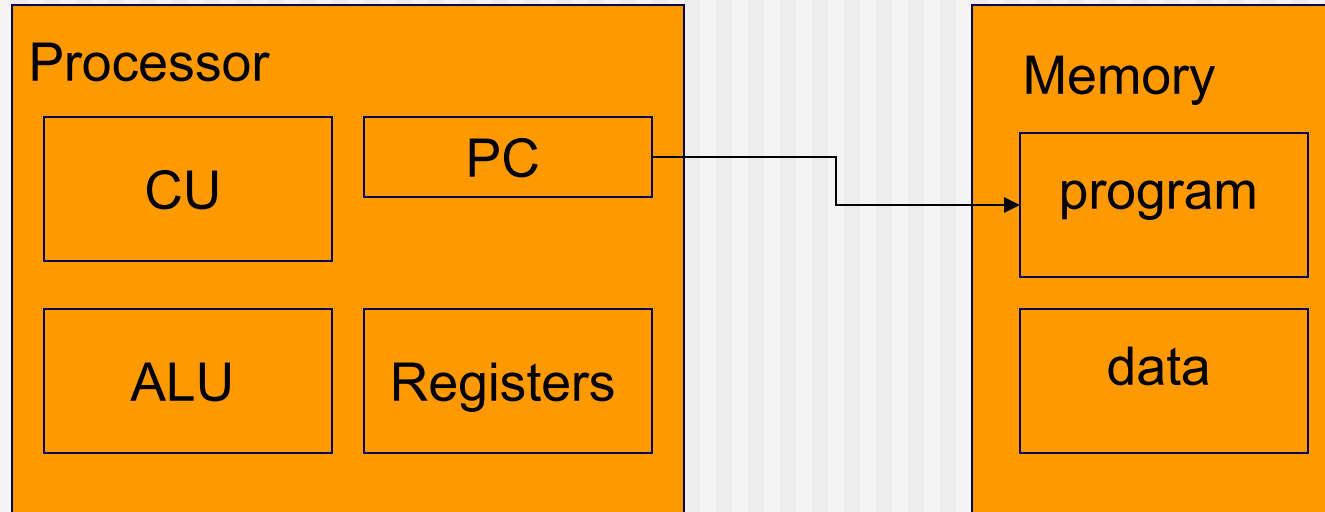 Processor
Memory
CU
PC
program
ALU
Registers
data